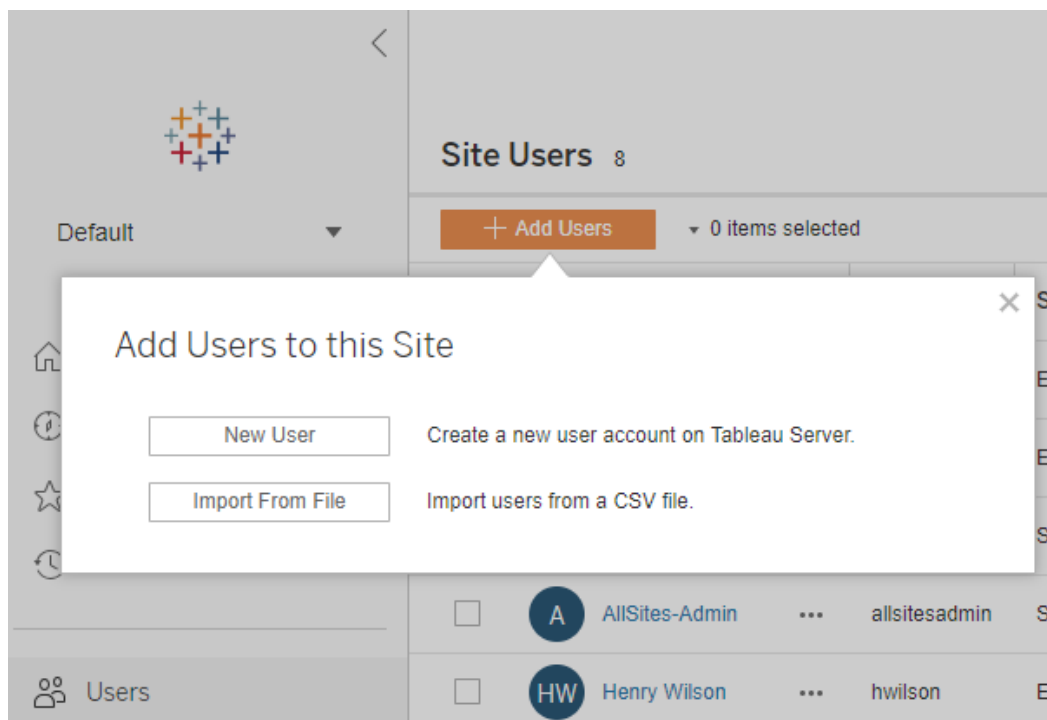 Site Users 8
Default
+ Add Users
0 items selected
Add Users to this Site
New User
Create a new user account on Tableau Server.
Import From File
Import users from a CSV file.
A AllSites-Admin ••• allsitesadmin S
Users
HW Henry Wilson ••• hwilson E